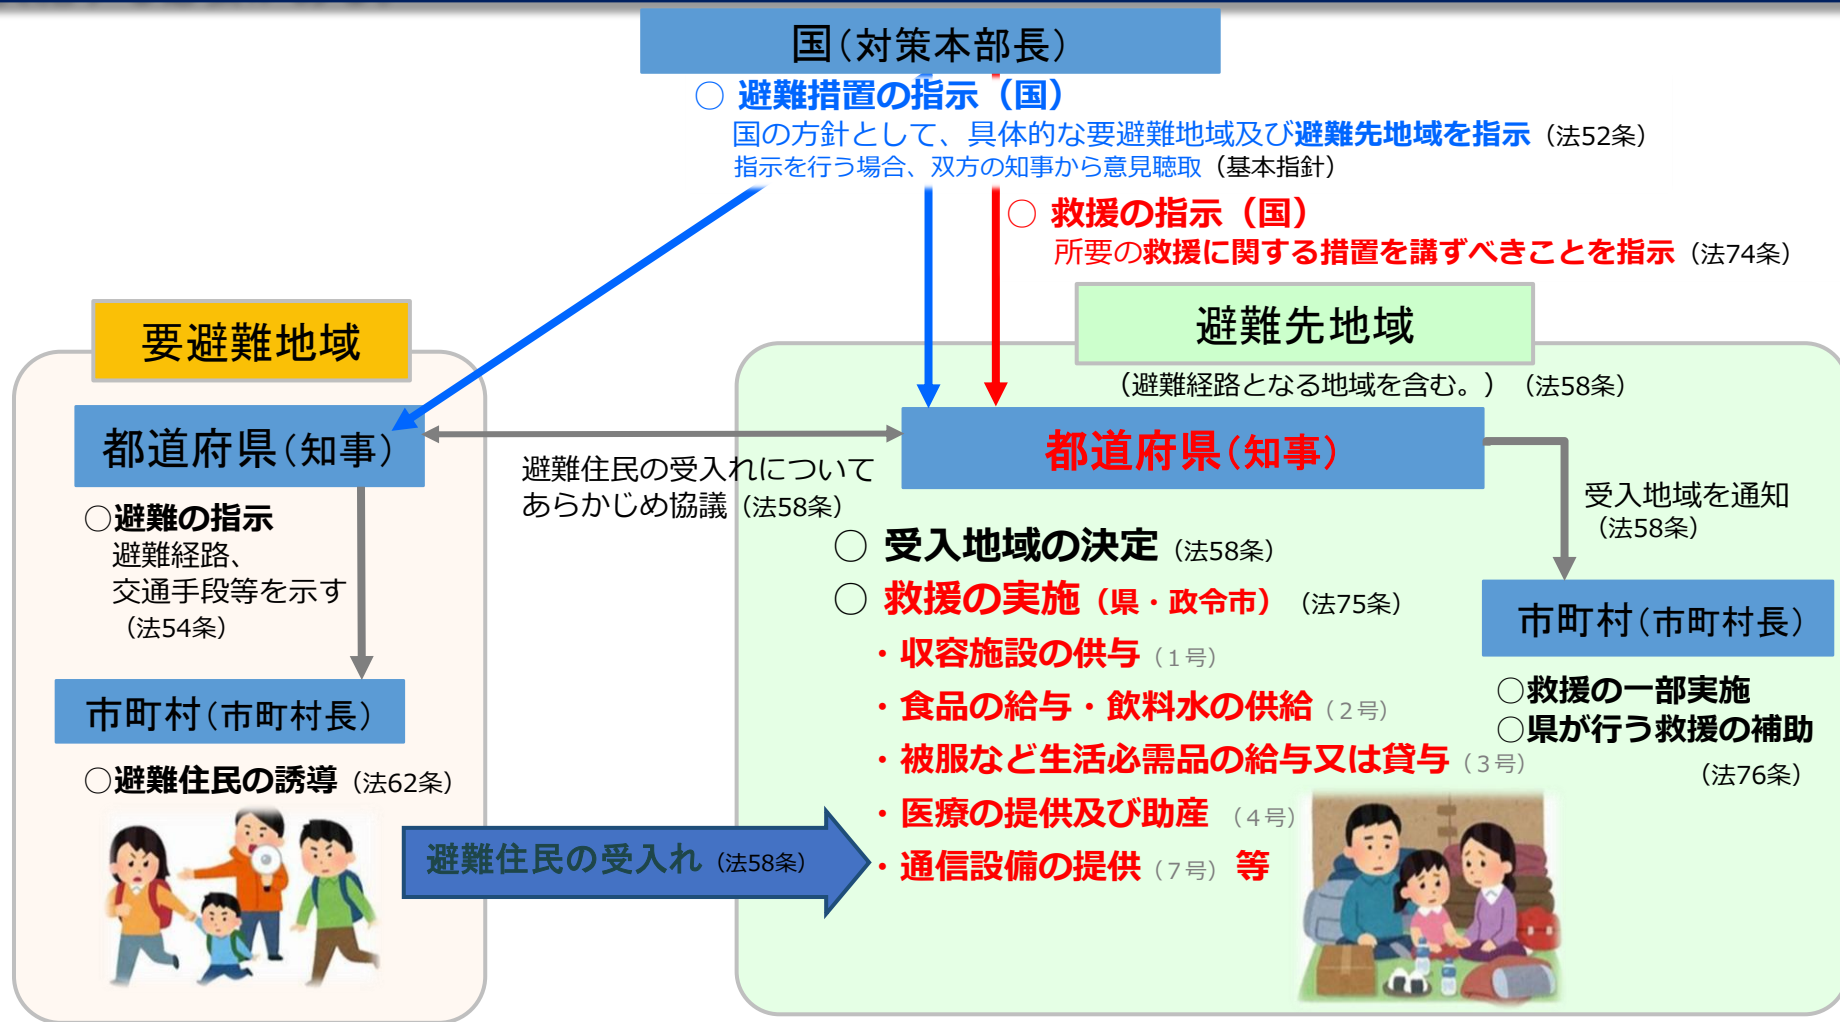 国（対策本部長）
○ 避難措置の指示（国）
国の方針として、具体的な要避難地域及び避難先地域を指示（法52条）
指示を行う場合、双方の知事から意見聴取（基本指針）
○ 救援の指示（国）
所要の救援に関する措置を講ずべきことを指示（法74条）
要避難地域
都道府県（知事）
○避難の指示
避難経路、
交通手段等を示す
（法54条）
市町村（市町村長）
○避難住民の誘導（法62条）
避難住民の受入れについて
あらかじめ協議（法58条）
避難住民の受入れ（法58条）
避難先地域
（避難経路となる地域を含む。）（法58条）
都道府県（知事）
○ 受入地域の決定（法58条）
○ 救援の実施（県・政令市）（法75条）
・収容施設の供与（１号）
・食品の給与・飲料水の供給（２号）
・被服など生活必需品の給与又は貸与（３号）
・医療の提供及び助産（４号）
・通信設備の提供（７号）等
受入地域を通知
（法58条）
市町村（市町村長）
○救援の一部実施
○県が行う救援の補助
（法76条）